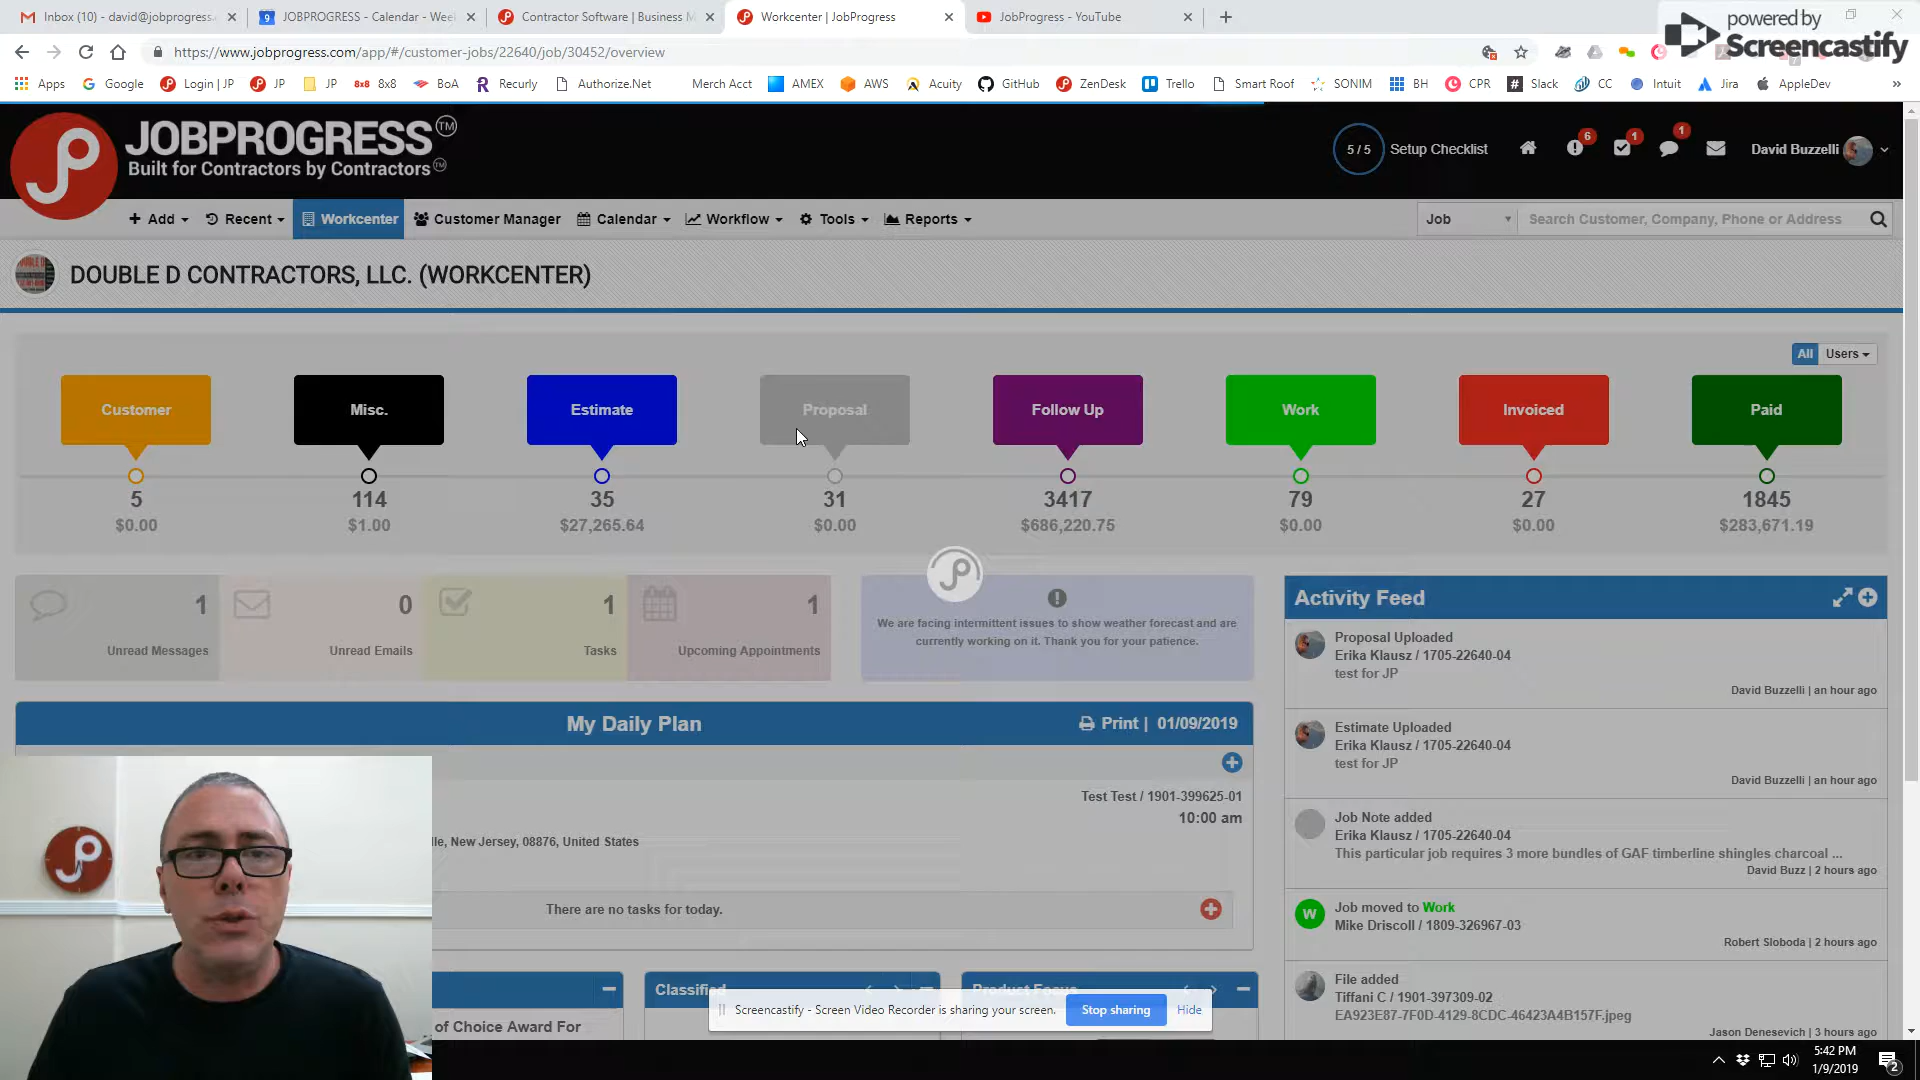 Inbox (10) - david@jobprogress.
JOBPROGRESS - Calendar - Week
Contractor Software | Business M
Workcenter | JobProgress
JobProgress - YouTube
powered by
Screencastify
https://www.jobprogress.com/app/#/customer-jobs/22640/job/30452/overview
Apps
Google
Login | JP
JP
JP
8x8 8x8
BoA
Recurly
Authorize.Net
Merch Acct
AMEX
AWS
Acuity
GitHub
ZenDesk
Trello
Smart Roof
SONIM
BH
CPR
Slack
CC
Intuit
Jira
AppleDev
JOBPROGRESS TM
Built for Contractors by Contractors
5 / 5 Setup Checklist
6
1
1
David Buzzelli
Add
Recent
Workcenter
Customer Manager
Calendar
Workflow
Tools
Reports
Job
Search Customer, Company, Phone or Address
DOUBLE D CONTRACTORS, LLC. (WORKCENTER)
All Users
Customer
Misc.
Estimate
Proposal
Follow Up
Work
Invoiced
Paid
5 114 35 31 3417 79 27 1845
$0.00 $1.00 $27,265.64 $0.00 $686,220.75 $0.00 $0.00 $283,671.19
1
Unread Messages
0
Unread Emails
1
Tasks
1
Upcoming Appointments
We are facing intermittent issues to show weather forecast and are
currently working on it. Thank you for your patience.
Activity Feed
Proposal Uploaded
Erika Klausz / 1705-22640-04
test for JP
David Buzzelli | an hour ago
Estimate Uploaded
Erika Klausz / 1705-22640-04
test for JP
David Buzzelli | an hour ago
Job Note added
Erika Klausz / 1705-22640-04
This particular job requires 3 more bundles of GAF timberline shingles charcoal ...
David Buzz | 2 hours ago
W
Job moved to Work
Mike Driscoll / 1809-326967-03
Robert Sloboda | 2 hours ago
File added
Tiffani C / 1901-397309-02
EA923E87-7F0D-4129-8CDC-46423A4B157F.jpeg
Jason Denesevich | 3 hours ago
My Daily Plan
Print | 01/09/2019
Test Test / 1901-399625-01
10:00 am
lle, New Jersey, 08876, United States
There are no tasks for today.
Classified
Product Focus
of Choice Award For
Screencastify - Screen Video Recorder is sharing your screen.
Stop sharing
Hide
5:42 PM
1/9/2019
2